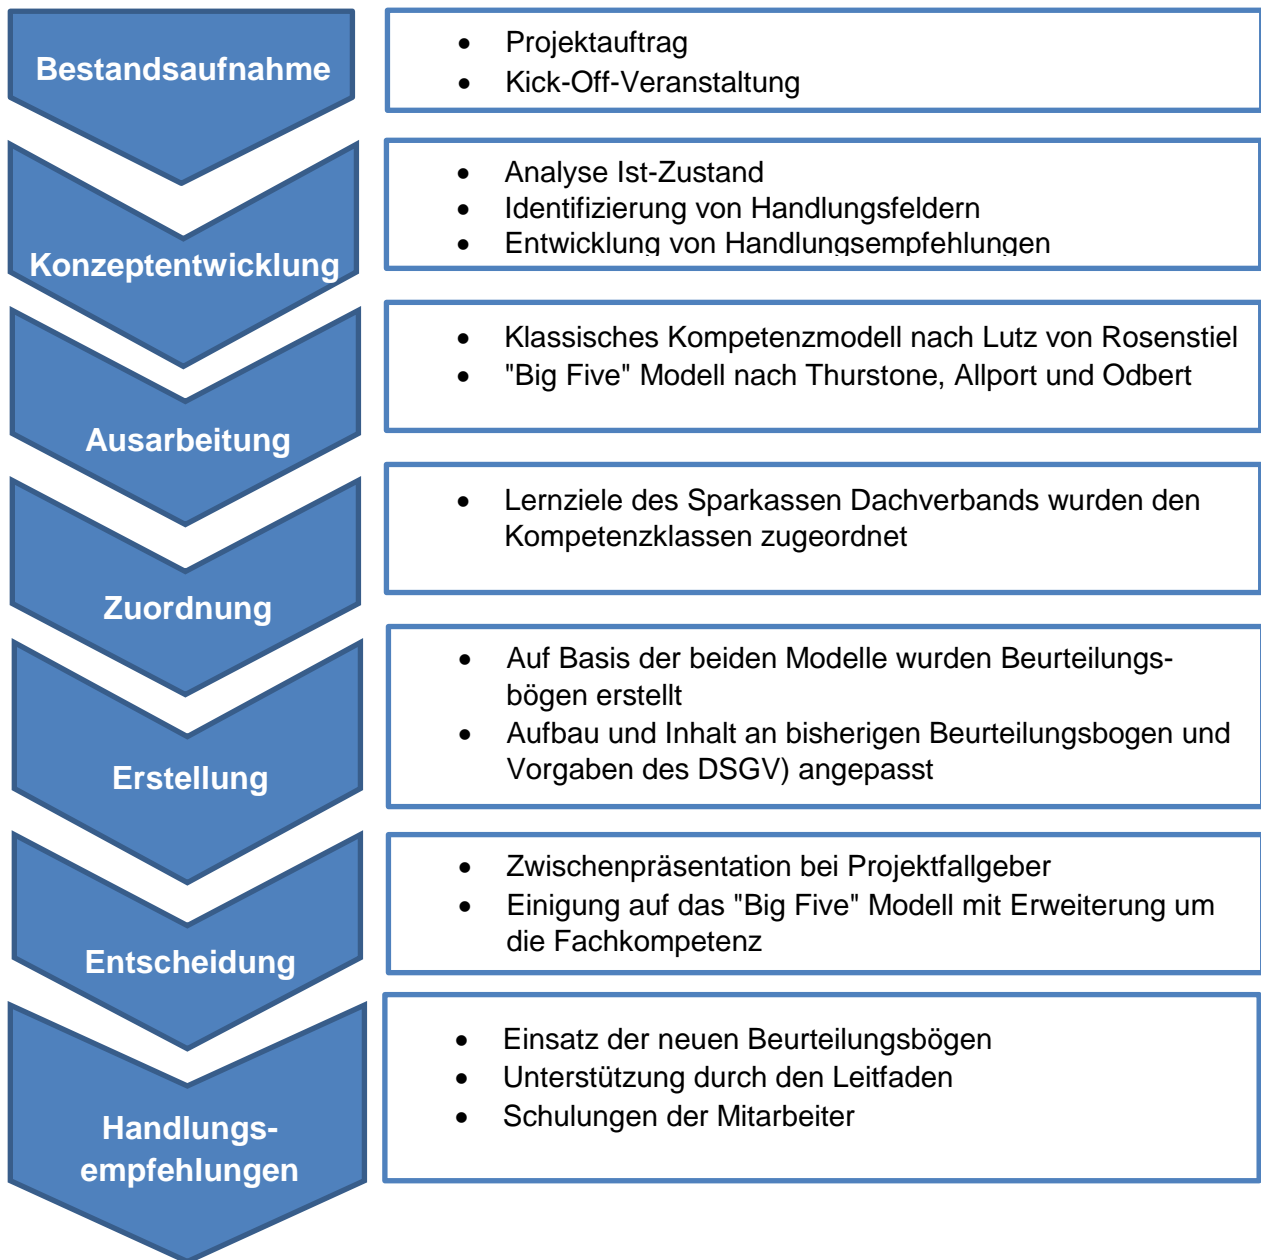 Bestandsaufnahme
• Projektauftrag
• Kick-Off-Veranstaltung
Konzeptentwicklung
• Analyse Ist-Zustand
• Identifizierung von Handlungsfeldern
• Entwicklung von Handlungsempfehlungen
Ausarbeitung
• Klassisches Kompetenzmodell nach Lutz von Rosenstiel
• "Big Five" Modell nach Thurstone, Allport und Odbert
Zuordnung
• Lernziele des Sparkassen Dachverbands wurden den
Kompetenzklassen zugeordnet
Erstellung
• Auf Basis der beiden Modelle wurden Beurteilungs-
bögen erstellt
• Aufbau und Inhalt an bisherigen Beurteilungsbogen und
Vorgaben des DSGV) angepasst
Entscheidung
• Zwischenpräsentation bei Projektfallgeber
• Einigung auf das "Big Five" Modell mit Erweiterung um
die Fachkompetenz
Handlungs-
empfehlungen
• Einsatz der neuen Beurteilungsbögen
• Unterstützung durch den Leitfaden
• Schulungen der Mitarbeiter